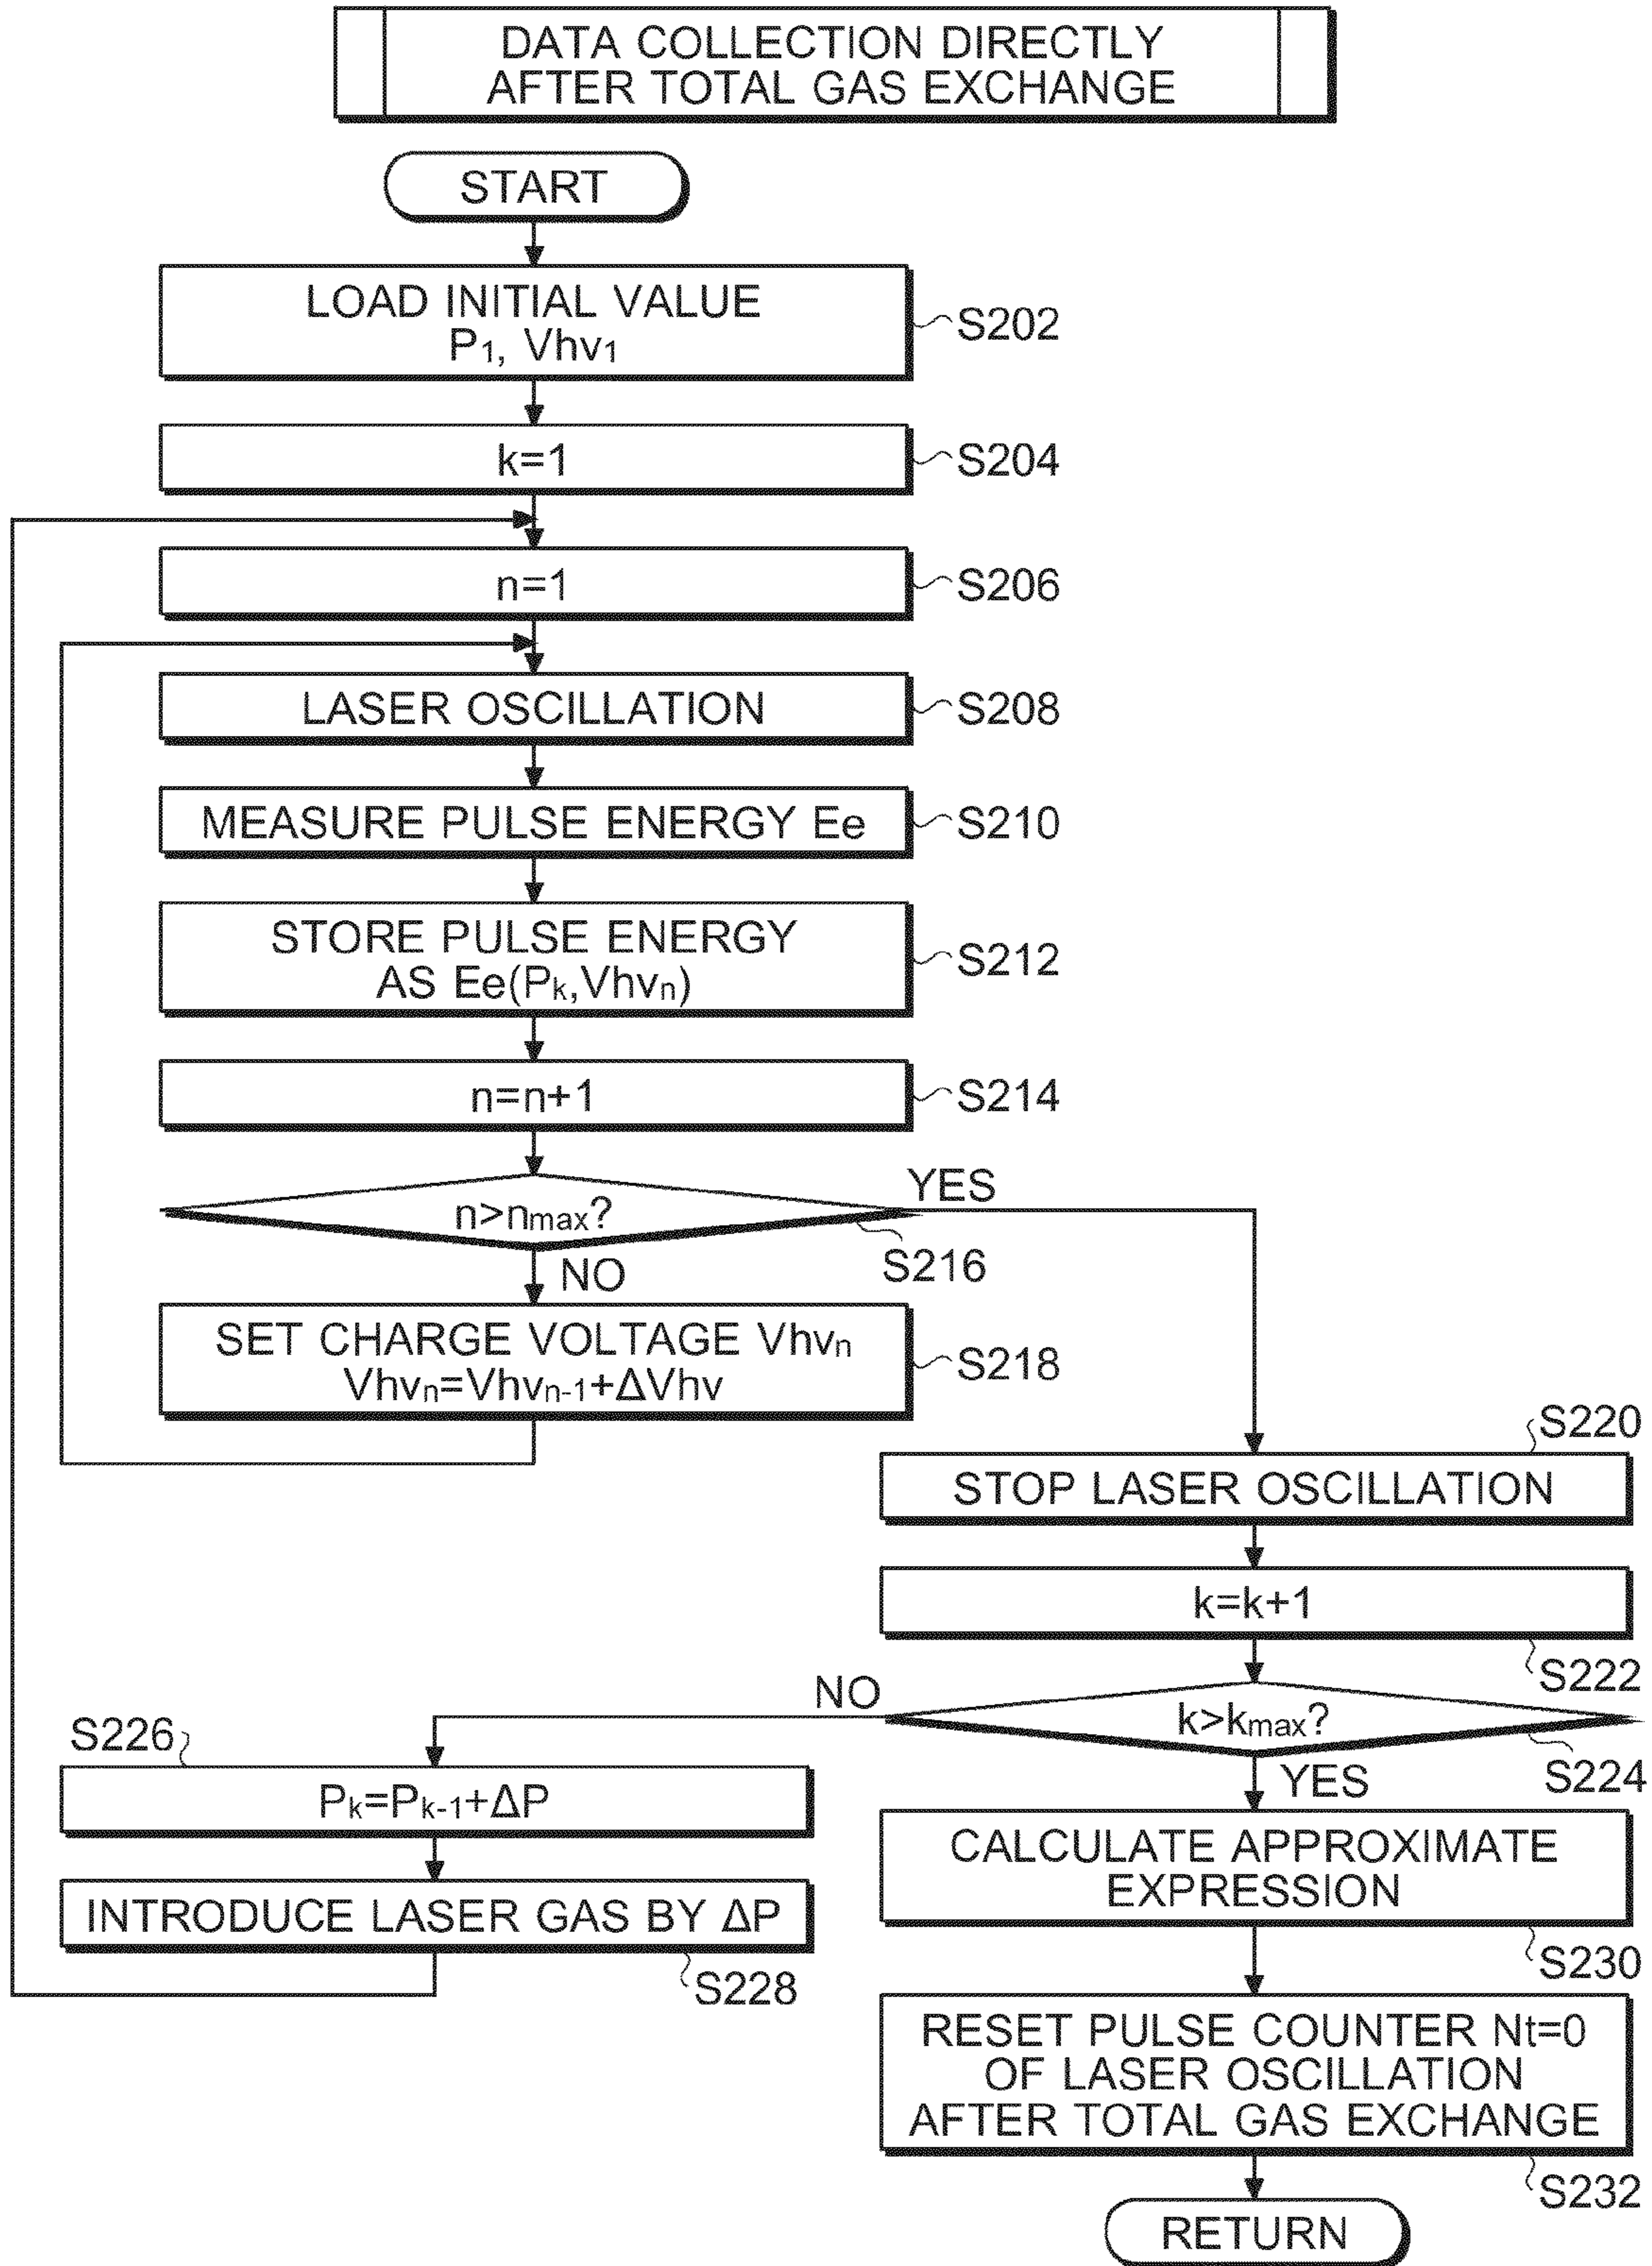 DATA COLLECTION DIRECTLY
AFTER TOTAL GAS EXCHANGE
START
LOAD INITIAL VALUE
P₁, Vhv₁
S202
k=1
S204
n=1
S206
LASER OSCILLATION
S208
MEASURE PULSE ENERGY Ee
S210
STORE PULSE ENERGY
AS Ee(Pₖ,Vhvₙ)
S212
n=n+1
S214
n>nₘₐₓ?
YES
S216
NO
SET CHARGE VOLTAGE Vhvₙ
Vhvₙ=Vhvₙ₋₁+ΔVhv
S218
S220
STOP LASER OSCILLATION
k=k+1
S222
k>kₘₐₓ?
NO
S224
YES
S226
Pₖ=Pₖ₋₁+ΔP
INTRODUCE LASER GAS BY ΔP
S228
CALCULATE APPROXIMATE
EXPRESSION
S230
RESET PULSE COUNTER Nt=0
OF LASER OSCILLATION
AFTER TOTAL GAS EXCHANGE
S232
RETURN